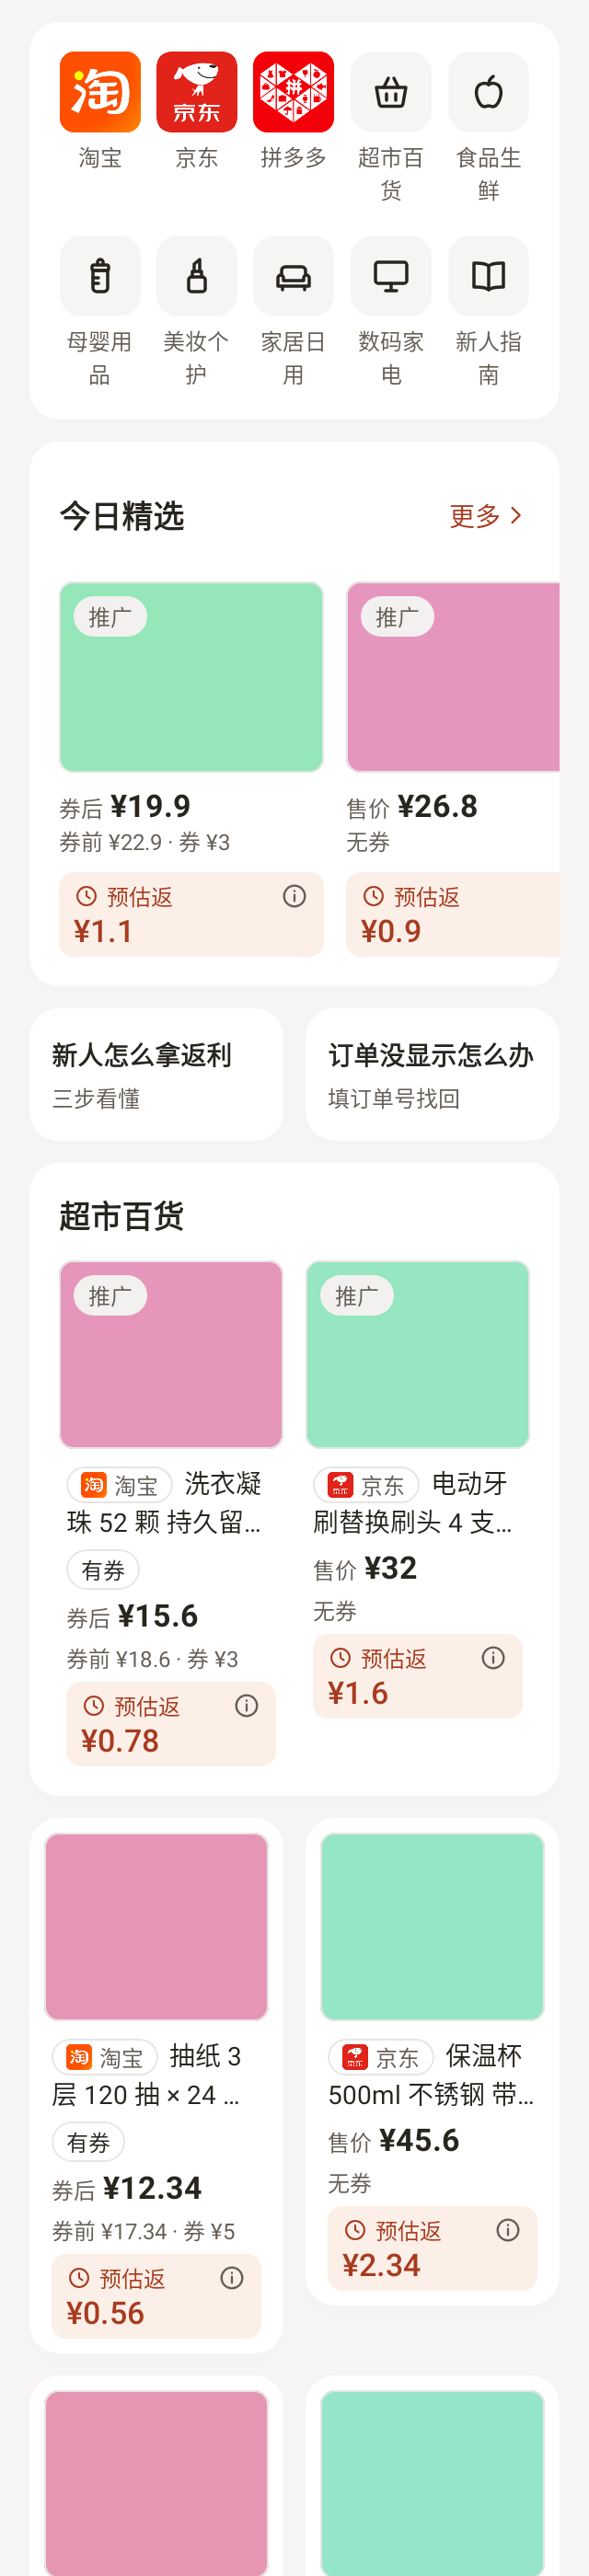 淘
京东
拼
淘宝
京东
拼多多
超市百
货
食品生
鲜
母婴用
品
美妆个
护
家居日
用
数码家
电
新人指
南
今日精选
更多
推广
推广
券后 ¥19.9
券前 ¥22.9 · 券 ¥3
预估返
¥1.1
售价 ¥26.8
无券
预估返
¥0.9
新人怎么拿返利
三步看懂
订单没显示怎么办
填订单号找回
超市百货
推广
推广
淘 淘宝 洗衣凝
珠 52 颗 持久留...
有券
券后 ¥15.6
券前 ¥18.6 · 券 ¥3
预估返
¥0.78
京东 京东 电动牙
刷替换刷头 4 支...
售价 ¥32
无券
预估返
¥1.6
淘 淘宝 抽纸 3
层 120 抽 × 24 ...
有券
券后 ¥12.34
券前 ¥17.34 · 券 ¥5
预估返
¥0.56
京东 京东 保温杯
500ml 不锈钢 带...
售价 ¥45.6
无券
预估返
¥2.34